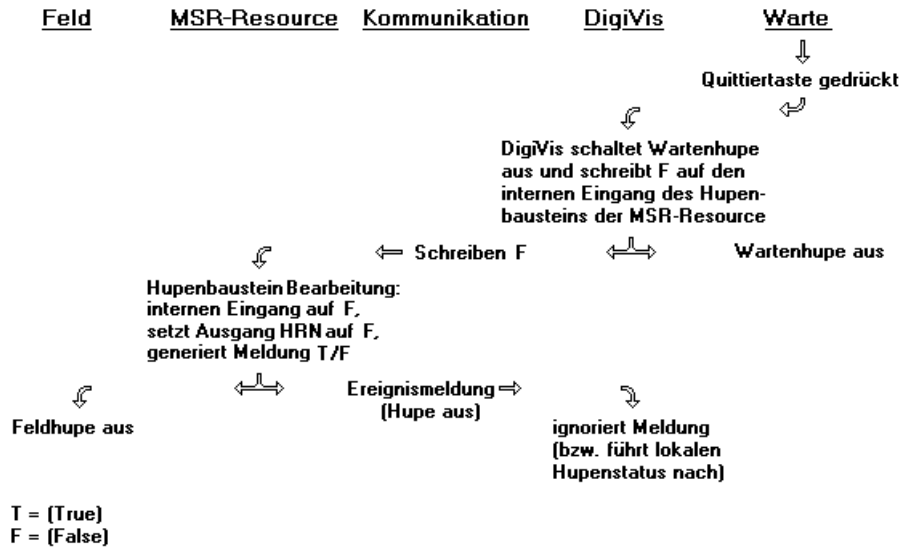 Feld MSR-Resource Kommunikation DigiVis Warte
Quittiertaste gedrückt
DigiVis schaltet Wartenhupe
aus und schreibt F auf den
internen Eingang des Hupen-
bausteins der MSR-Resource
Schreiben F
Wartenhupe aus
Hupenbaustein Bearbeitung:
internen Eingang auf F,
setzt Ausgang HRN auf F,
generiert Meldung T/F
Ereignismeldung
(Hupe aus)
Feldhupe aus
ignoriert Meldung
(bzw. führt lokalen
Hupenstatus nach)
T = (True)
F = (False)